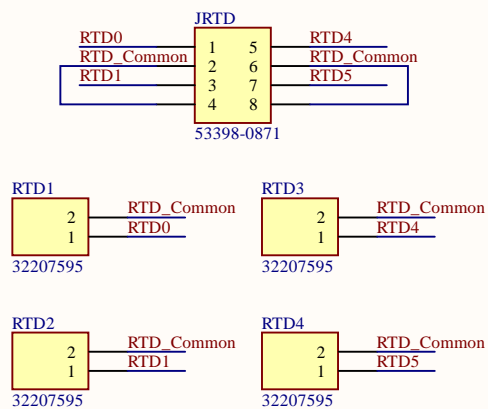 JRTD
RTD0 1 5 RTD4
RTD_Common 2 6 RTD_Common
RTD1 3 7 RTD5
4 8
53398-0871
RTD1
2 RTD_Common
1 RTD0
32207595
RTD3
2 RTD_Common
1 RTD4
32207595
RTD2
2 RTD_Common
1 RTD1
32207595
RTD4
2 RTD_Common
1 RTD5
32207595